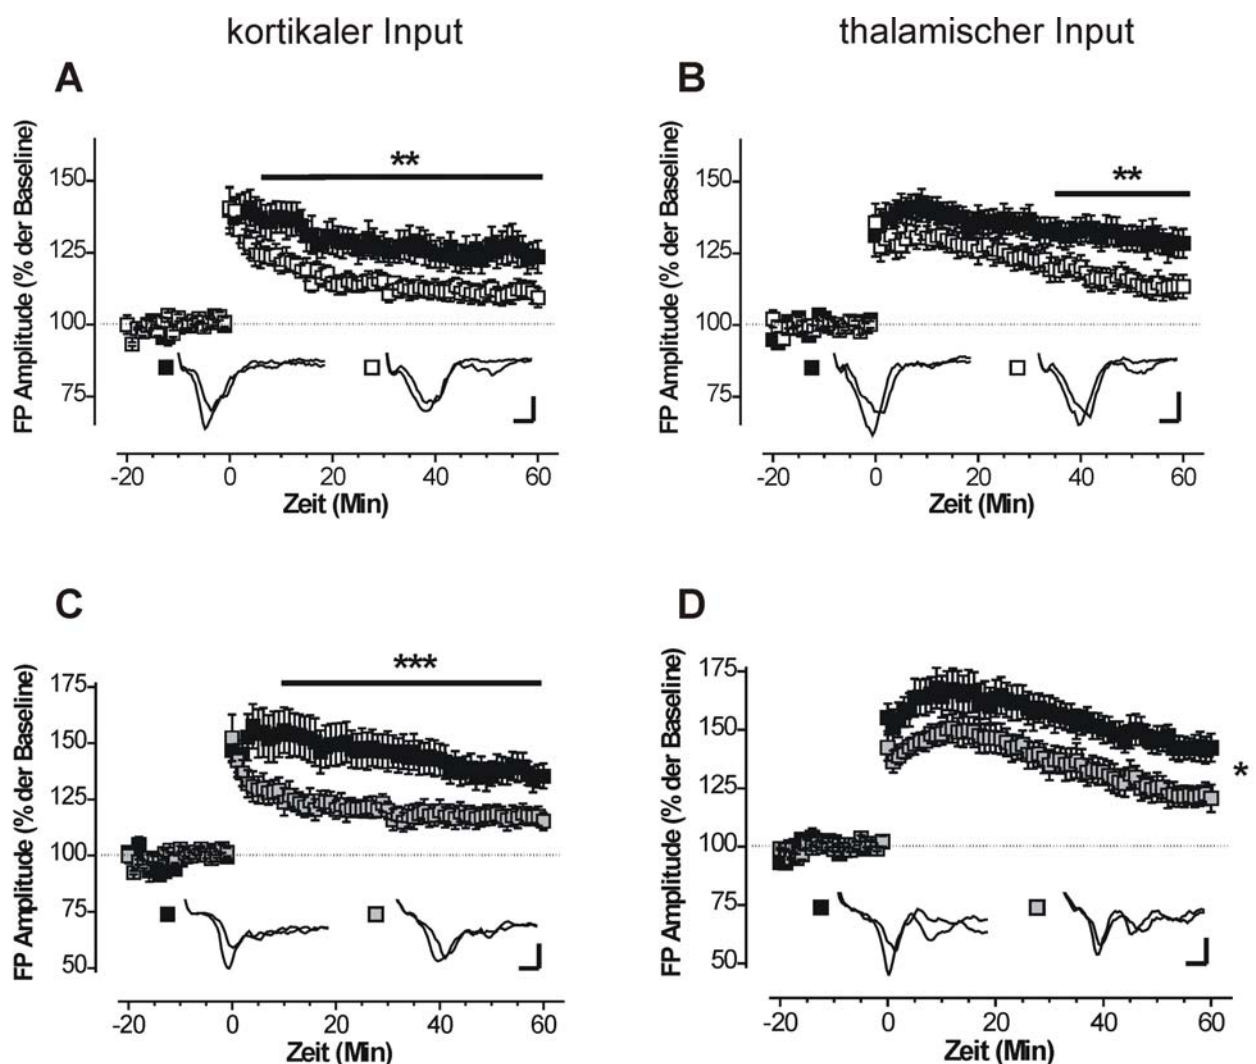 kortikaler Input
thalamischer Input
A
B
FP Amplitude (% der Baseline)
150
125
100
75
**
-20 0 20 40 60
Zeit (Min)
FP Amplitude (% der Baseline)
150
125
100
75
**
-20 0 20 40 60
Zeit (Min)
C
D
FP Amplitude (% der Baseline)
175
150
125
100
75
50
***
-20 0 20 40 60
Zeit (Min)
FP Amplitude (% der Baseline)
175
150
125
100
75
50
*
-20 0 20 40 60
Zeit (Min)